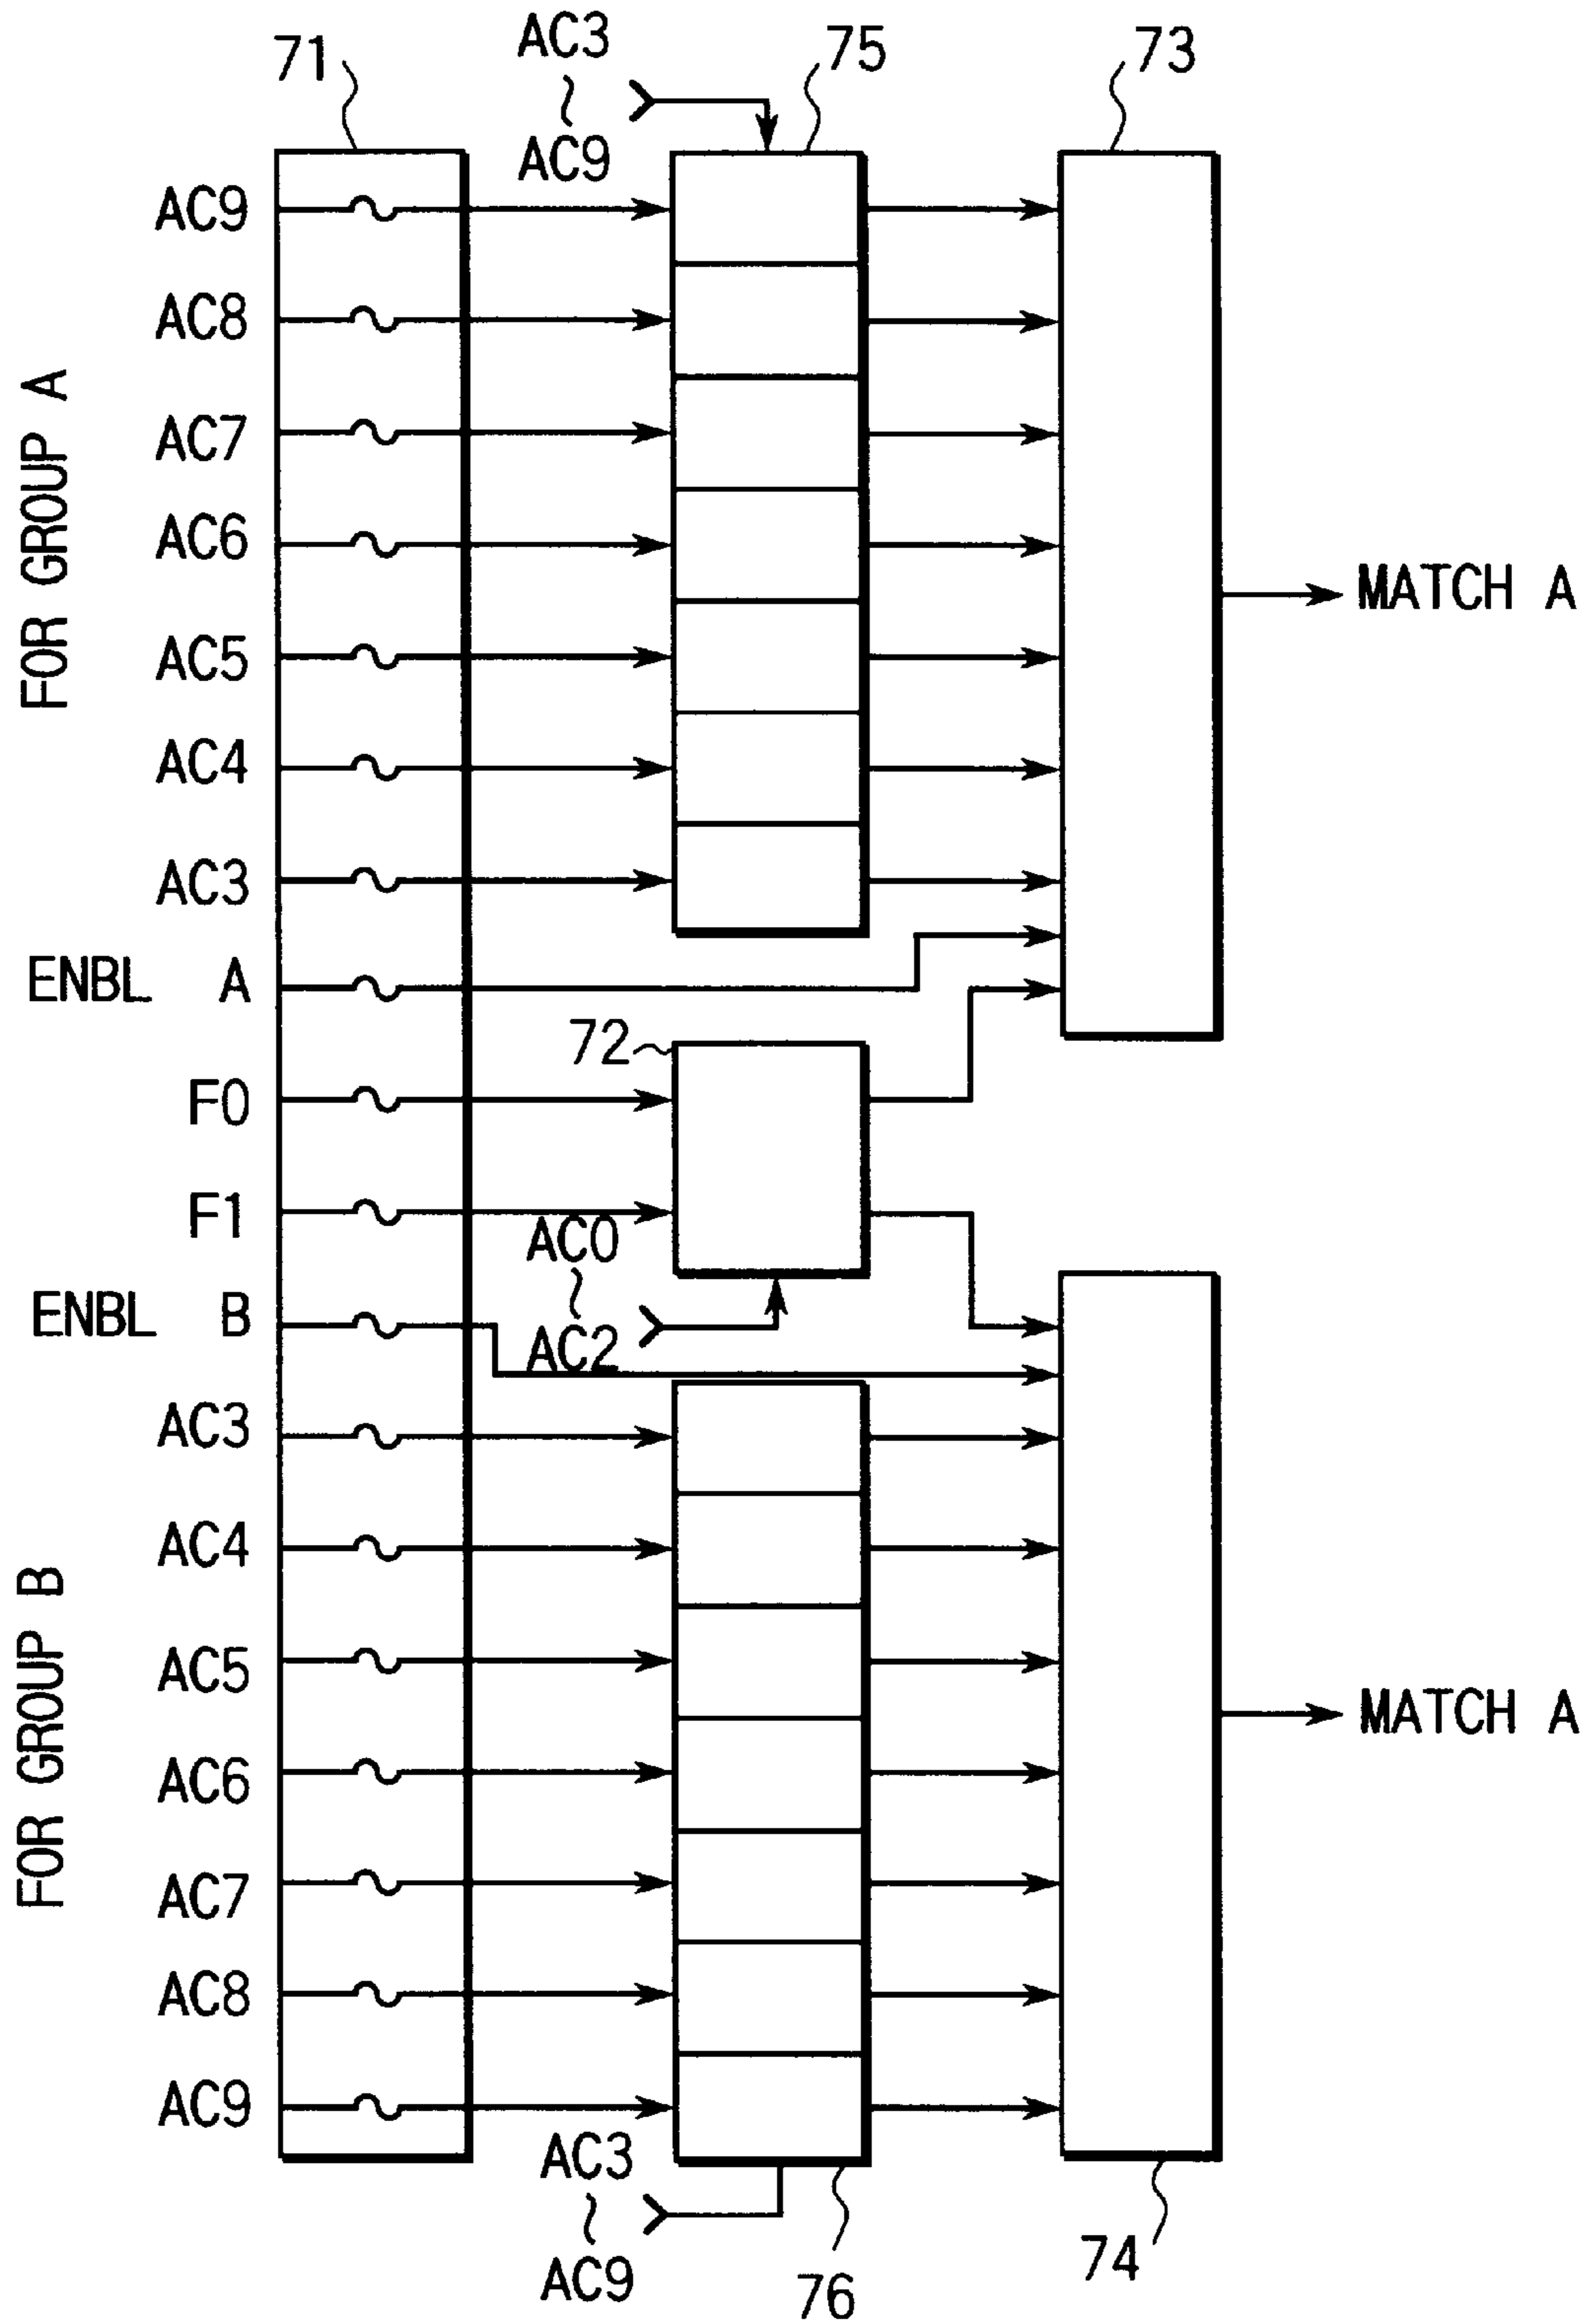 71
AC3
~
AC9
75
73
FOR GROUP A
AC9
AC8
AC7
AC6
AC5
AC4
AC3
ENBL A
MATCH A
72
F0
F1
AC0
~
AC2
ENBL B
FOR GROUP B
AC3
AC4
AC5
AC6
AC7
AC8
AC9
MATCH A
AC3
~
AC9
76
74